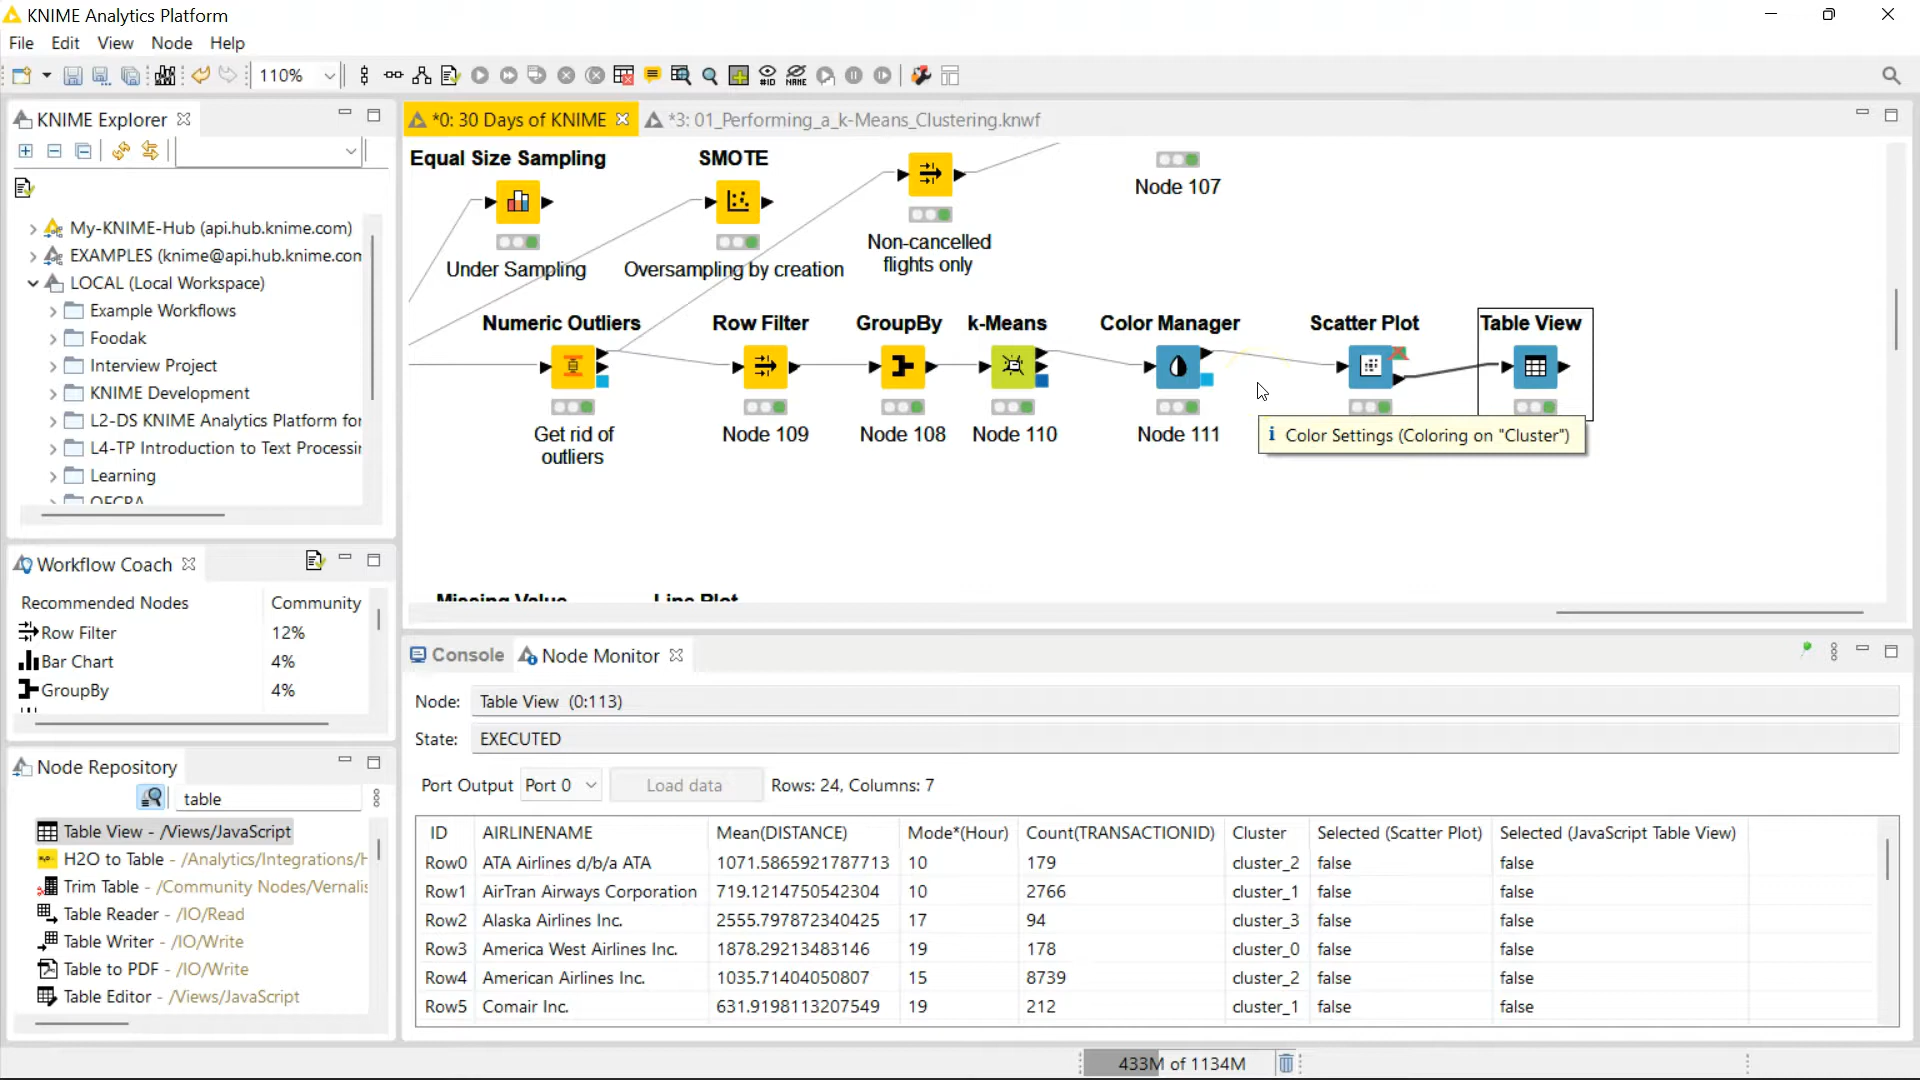 KNIME Analytics Platform
File Edit View Node Help
110%
KNIME Explorer
My-KNIME-Hub (api.hub.knime.com)
EXAMPLES (knime@api.hub.knime.con
LOCAL (Local Workspace)
Example Workflows
Foodak
Interview Project
KNIME Development
L2-DS KNIME Analytics Platform for
L4-TP Introduction to Text Processin
Learning
Workflow Coach
Recommended Nodes Community
Row Filter 12%
Bar Chart 4%
GroupBy 4%
Node Repository
table
Table View - /Views/JavaScript
H2O to Table - /Analytics/Integrations/H
Trim Table - /Community Nodes/Vernalis
Table Reader - /IO/Read
Table Writer - /IO/Write
Table to PDF - /IO/Write
Table Editor - /Views/JavaScript
*0: 30 Days of KNIME *3: 01_Performing_a_k-Means_Clustering.knwf
Equal Size Sampling
Under Sampling
SMOTE
Oversampling by creation
Non-cancelled
flights only
Node 107
Numeric Outliers
Get rid of
outliers
Row Filter
Node 109
GroupBy
Node 108
k-Means
Node 110
Color Manager
Node 111
Scatter Plot
Table View
i Color Settings (Coloring on "Cluster")
Missing Value
Line Plot
Console Node Monitor
Node: Table View (0:113)
State: EXECUTED
Port Output Port 0 Load data Rows: 24, Columns: 7
ID AIRLINENAME Mean(DISTANCE) Mode*(Hour) Count(TRANSACTIONID) Cluster Selected (Scatter Plot) Selected (JavaScript Table View)
Row0 ATA Airlines d/b/a ATA 1071.5865921787713 10 179 cluster_2 false false
Row1 AirTran Airways Corporation 719.1214750542304 10 2766 cluster_1 false false
Row2 Alaska Airlines Inc. 2555.797872340425 17 94 cluster_3 false false
Row3 America West Airlines Inc. 1878.29213483146 19 178 cluster_0 false false
Row4 American Airlines Inc. 1035.71404050807 15 8739 cluster_2 false false
Row5 Comair Inc. 631.9198113207549 19 212 cluster_1 false false
433M of 1134M